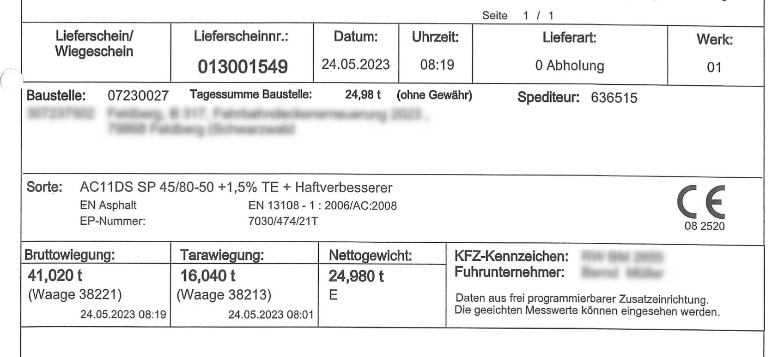 Seite 1 / 1
Lieferschein/ Wiegeschein
Lieferscheinnr.: 013001549
Datum: 24.05.2023
Uhrzeit: 08:19
Lieferart: 0 Abholung
Werk: 01
Baustelle: 07230027 Tagessumme Baustelle: 24,98 t (ohne Gewähr) Spediteur: 636515
Sorte: AC11DS SP 45/80-50 +1,5% TE + Haftverbesserer
EN Asphalt EN 13108 - 1 : 2006/AC:2008
EP-Nummer: 7030/474/21T
CE
08 2520
Bruttowiegung:
41,020 t
(Waage 38221)
24.05.2023 08:19
Tarawiegung:
16,040 t
(Waage 38213)
24.05.2023 08:01
Nettogewicht:
24,980 t
E
KFZ-Kennzeichen:
Fuhrunternehmer:
Daten aus frei programmierbarer Zusatzeinrichtung.
Die geeichten Messwerte können eingesehen werden.